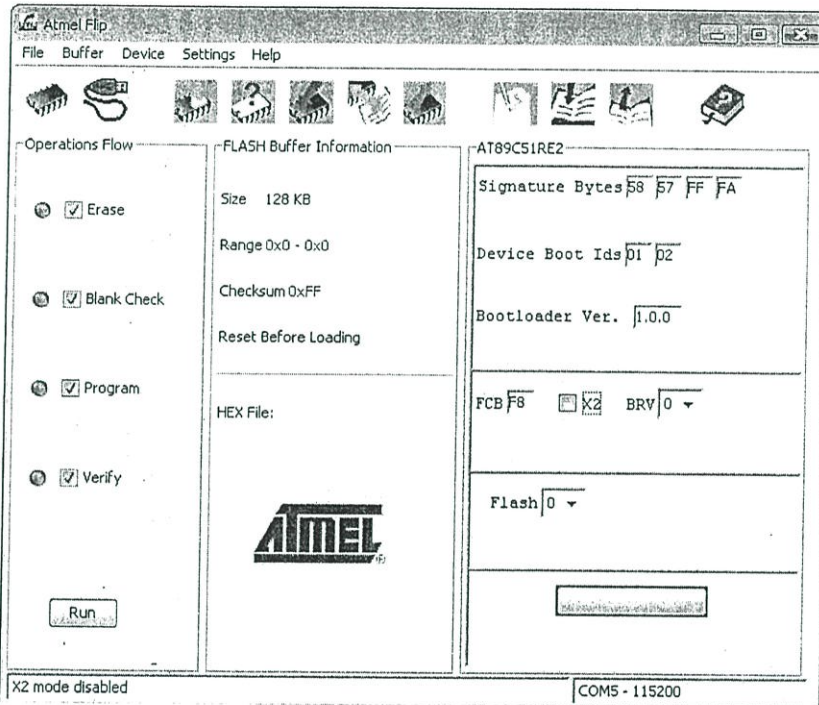 Atmel Flip
File Buffer Device Settings Help
Operations Flow
Erase
Blank Check
Program
Verify
Run
FLASH Buffer Information
Size 128 KB
Range 0x0 - 0x0
Checksum 0xFF
Reset Before Loading
HEX File:
ATMEL
AT89C51RE2
Signature Bytes 58 57 FF FA
Device Boot Ids 01 02
Bootloader Ver. 1.0.0
FCB F8 X2 BRV 0
Flash 0
X2 mode disabled
COM5 - 115200